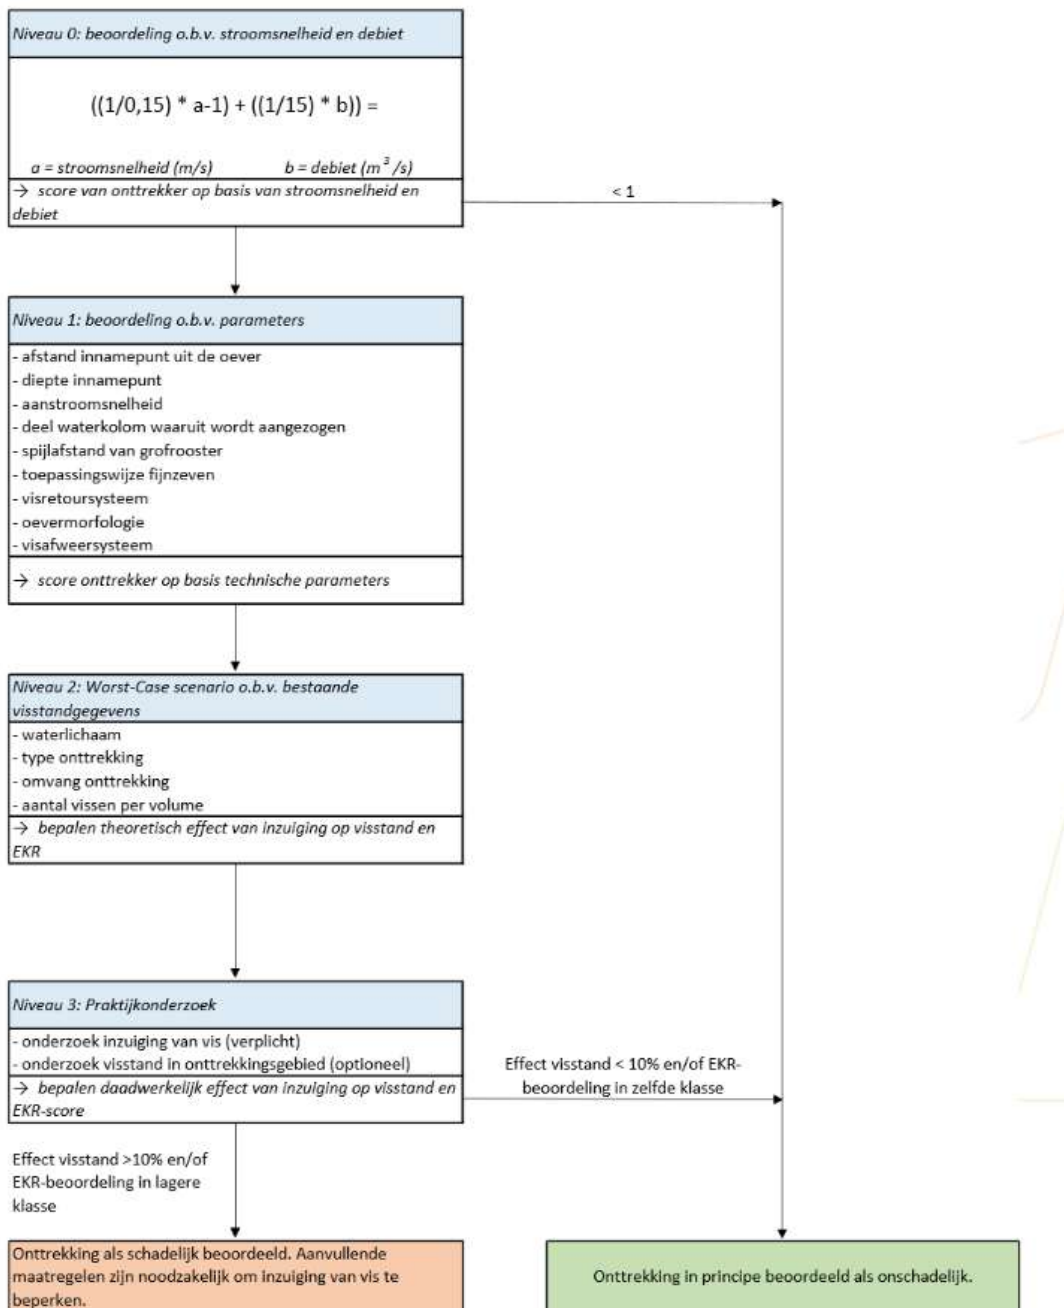 Niveau 0: beoordeling o.b.v. stroomsnelheid en debiet
((1/0,15) * a-1) + ((1/15) * b)) =
a = stroomsnelheid (m/s) b = debiet (m³/s)
→ score van onttrekker op basis van stroomsnelheid en
debiet
< 1
Niveau 1: beoordeling o.b.v. parameters
- afstand innamepunt uit de oever
- diepte innamepunt
- aanstroomsnelheid
- deel waterkolom waaruit wordt aangezogen
- spijlafstand van grofrooster
- toepassingswijze fijnzeven
- visretoursysteem
- oevermorfologie
- visafweersysteem
→ score onttrekker op basis technische parameters
Niveau 2: Worst-Case scenario o.b.v. bestaande
visstandgegevens
- waterlichaam
- type onttrekking
- omvang onttrekking
- aantal vissen per volume
→ bepalen theoretisch effect van inzuiging op visstand en
EKR
Niveau 3: Praktijkonderzoek
- onderzoek inzuiging van vis (verplicht)
- onderzoek visstand in onttrekkingsgebied (optioneel)
→ bepalen daadwerkelijk effect van inzuiging op visstand en
EKR-score
Effect visstand < 10% en/of EKR-
beoordeling in zelfde klasse
Effect visstand >10% en/of
EKR-beoordeling in lagere
klasse
Onttrekking als schadelijk beoordeeld. Aanvullende
maatregelen zijn noodzakelijk om inzuiging van vis te
beperken.
Onttrekking in principe beoordeeld als onschadelijk.